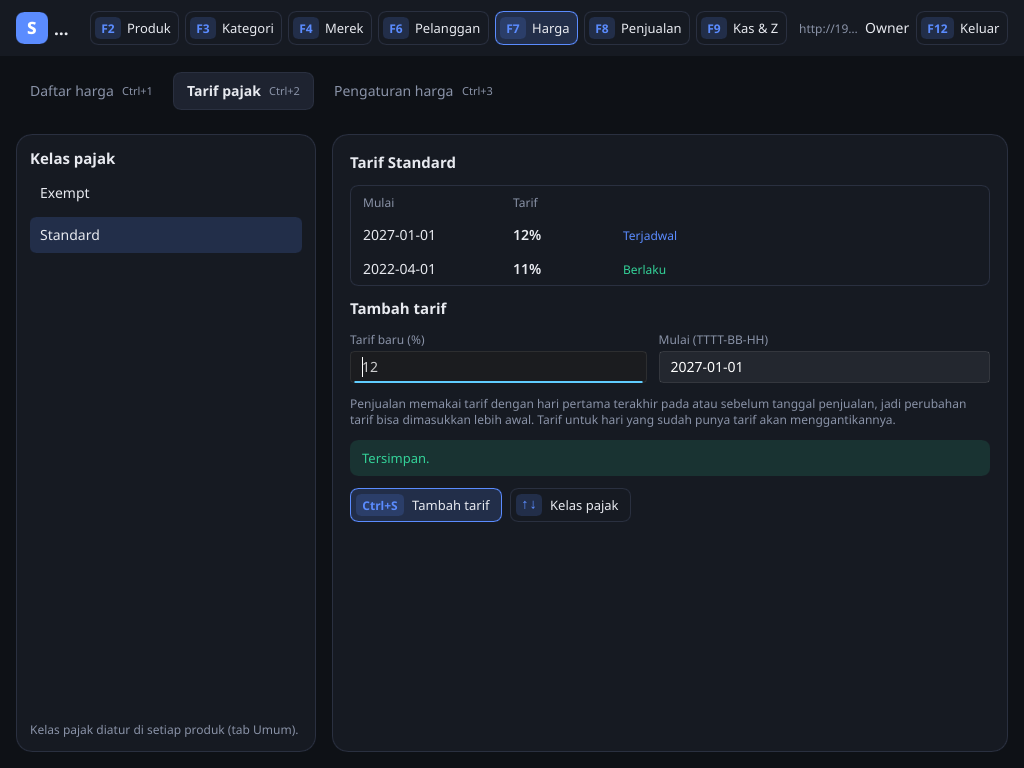 S ... F2 Produk F3 Kategori F4 Merek F6 Pelanggan F7 Harga F8 Penjualan F9 Kas & Z http://19... Owner F12 Keluar
Daftar harga Ctrl+1 Tarif pajak Ctrl+2 Pengaturan harga Ctrl+3
Kelas pajak
Exempt
Standard
Kelas pajak diatur di setiap produk (tab Umum).
Tarif Standard
Mulai Tarif
2027-01-01 12% Terjadwal
2022-04-01 11% Berlaku
Tambah tarif
Tarif baru (%) Mulai (TTTT-BB-HH)
12 2027-01-01
Penjualan memakai tarif dengan hari pertama terakhir pada atau sebelum tanggal penjualan, jadi perubahan
tarif bisa dimasukkan lebih awal. Tarif untuk hari yang sudah punya tarif akan menggantikannya.
Tersimpan.
Ctrl+S Tambah tarif ↑↓ Kelas pajak